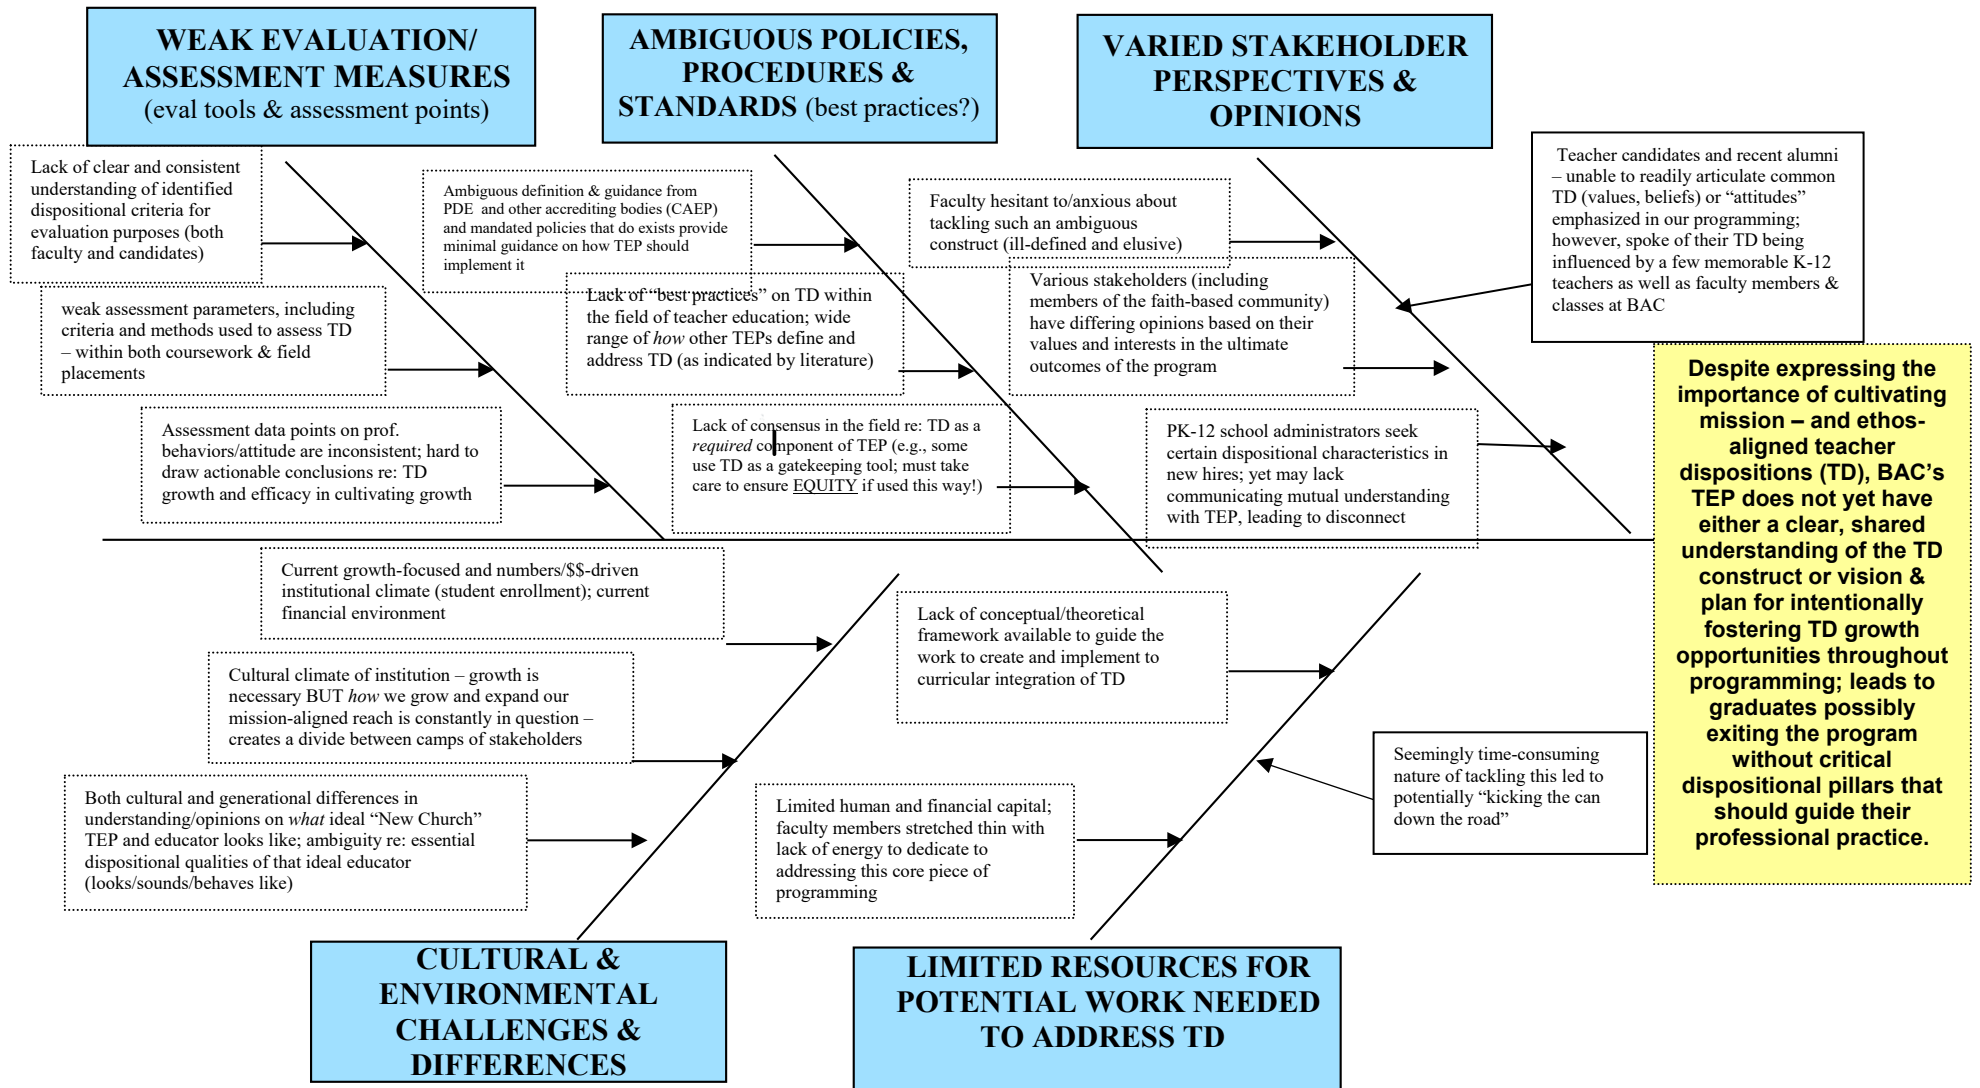 WEAK EVALUATION/
ASSESSMENT MEASURES
(eval tools & assessment points)
AMBIGUOUS POLICIES,
PROCEDURES &
STANDARDS (best practices?)
VARIED STAKEHOLDER
PERSPECTIVES &
OPINIONS
Lack of clear and consistent
understanding of identified
dispositional criteria for
evaluation purposes (both
faculty and candidates)
weak assessment parameters, including
criteria and methods used to assess TD
– within both coursework & field
placements
Assessment data points on prof.
behaviors/attitude are inconsistent; hard to
draw actionable conclusions re: TD
growth and efficacy in cultivating growth
Ambiguous definition & guidance from
PDE and other accrediting bodies (CAEP)
and mandated policies that do exists provide
minimal guidance on how TEP should
implement it
Lack of “best practices” on TD within
the field of teacher education; wide
range of how other TEPs define and
address TD (as indicated by literature)
Lack of consensus in the field re: TD as a
required component of TEP (e.g., some
use TD as a gatekeeping tool; must take
care to ensure EQUITY if used this way!)
Faculty hesitant to/anxious about
tackling such an ambiguous
construct (ill-defined and elusive)
Various stakeholders (including
members of the faith-based community)
have differing opinions based on their
values and interests in the ultimate
outcomes of the program
PK-12 school administrators seek
certain dispositional characteristics in
new hires; yet may lack
communicating mutual understanding
with TEP, leading to disconnect
Teacher candidates and recent alumni
– unable to readily articulate common
TD (values, beliefs) or “attitudes”
emphasized in our programming;
however, spoke of their TD being
influenced by a few memorable K-12
teachers as well as faculty members &
classes at BAC
Despite expressing the
importance of cultivating
mission – and ethos-
aligned teacher
dispositions (TD), BAC’s
TEP does not yet have
either a clear, shared
understanding of the TD
construct or vision &
plan for intentionally
fostering TD growth
opportunities throughout
programming; leads to
graduates possibly
exiting the program
without critical
dispositional pillars that
should guide their
professional practice.
Current growth-focused and numbers/$$-driven
institutional climate (student enrollment); current
financial environment
Cultural climate of institution – growth is
necessary BUT how we grow and expand our
mission-aligned reach is constantly in question –
creates a divide between camps of stakeholders
Both cultural and generational differences in
understanding/opinions on what ideal “New Church”
TEP and educator looks like; ambiguity re: essential
dispositional qualities of that ideal educator
(looks/sounds/behaves like)
Lack of conceptual/theoretical
framework available to guide the
work to create and implement to
curricular integration of TD
Limited human and financial capital;
faculty members stretched thin with
lack of energy to dedicate to
addressing this core piece of
programming
Seemingly time-consuming
nature of tackling this led to
potentially “kicking the can
down the road”
CULTURAL &
ENVIRONMENTAL
CHALLENGES &
DIFFERENCES
LIMITED RESOURCES FOR
POTENTIAL WORK NEEDED
TO ADDRESS TD